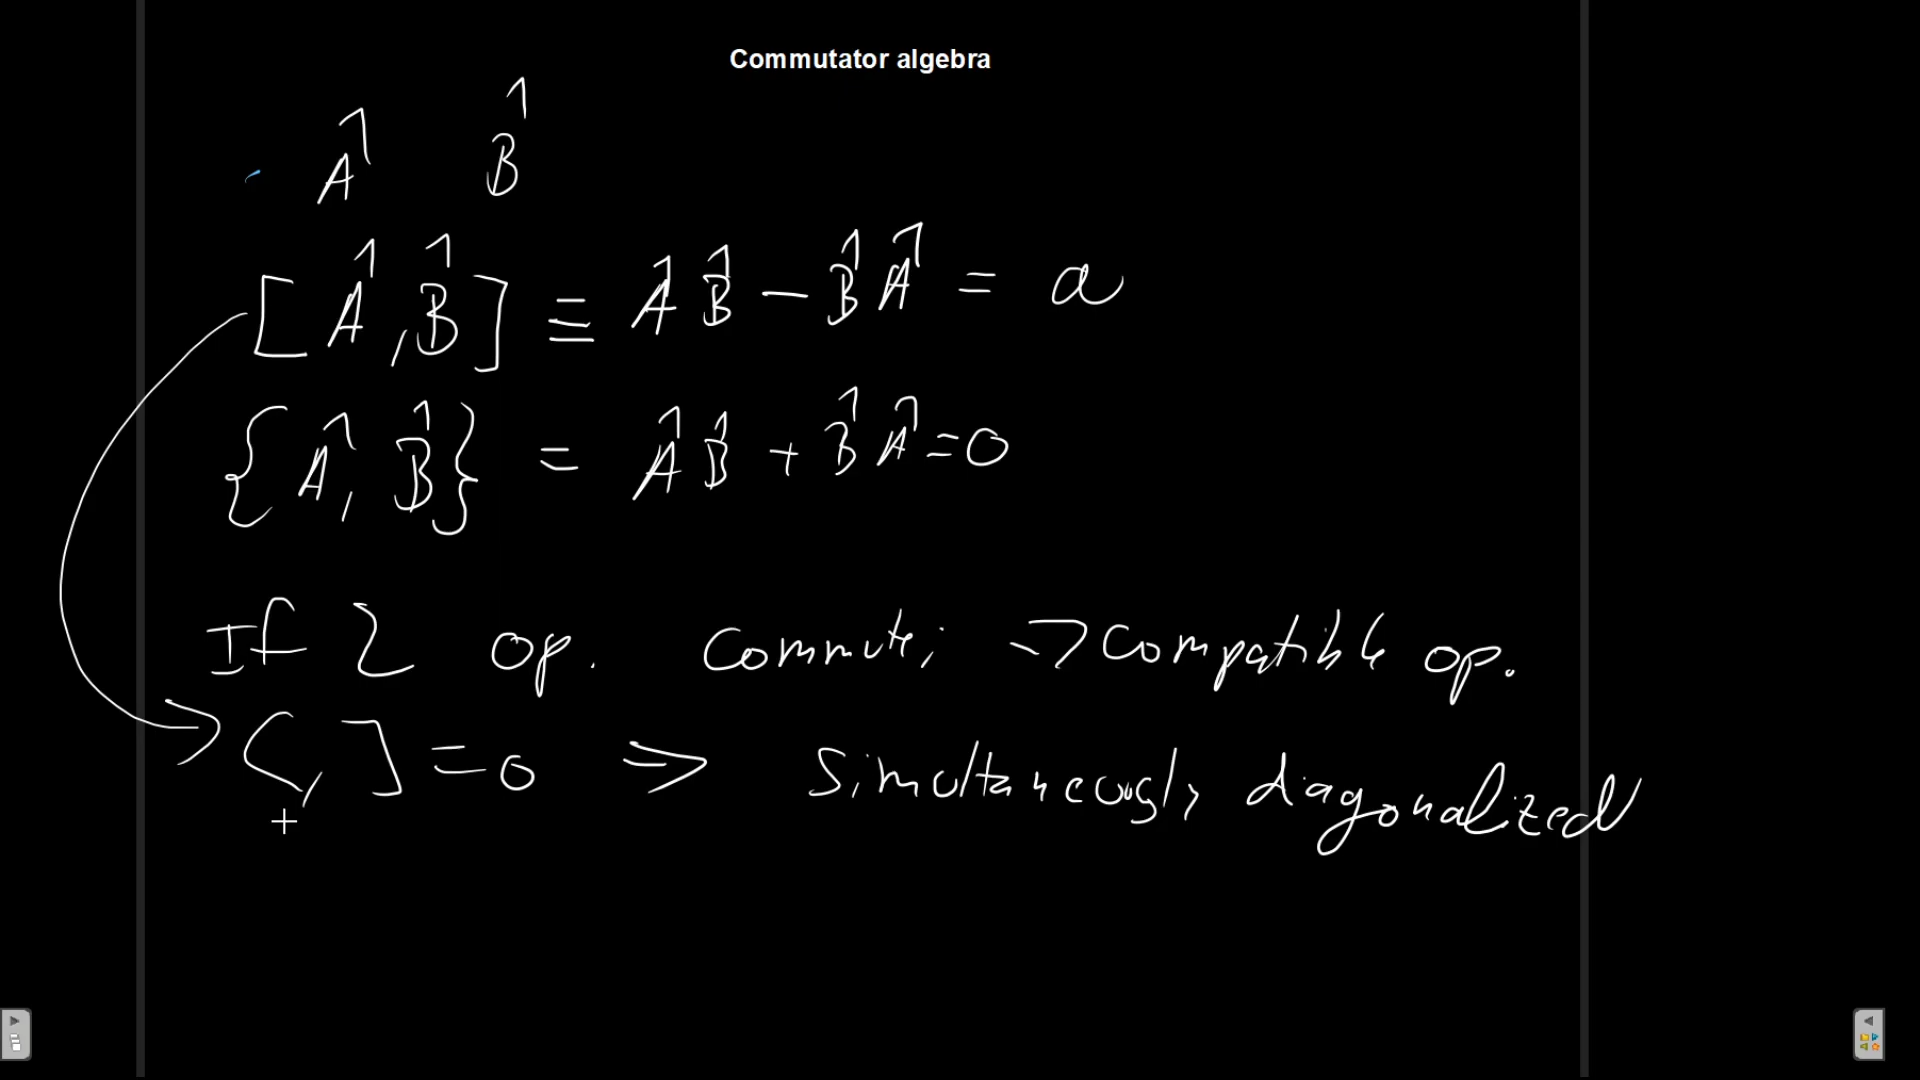 Commutator algebra
Â B̂
[Â, B̂] ≡ ÂB̂ − B̂Â = a
{Â, B̂} = ÂB̂ + B̂Â = 0
If 2 op. commute; → compatible op.
[,] = 0 ⇒ Simultaneously diagonalized